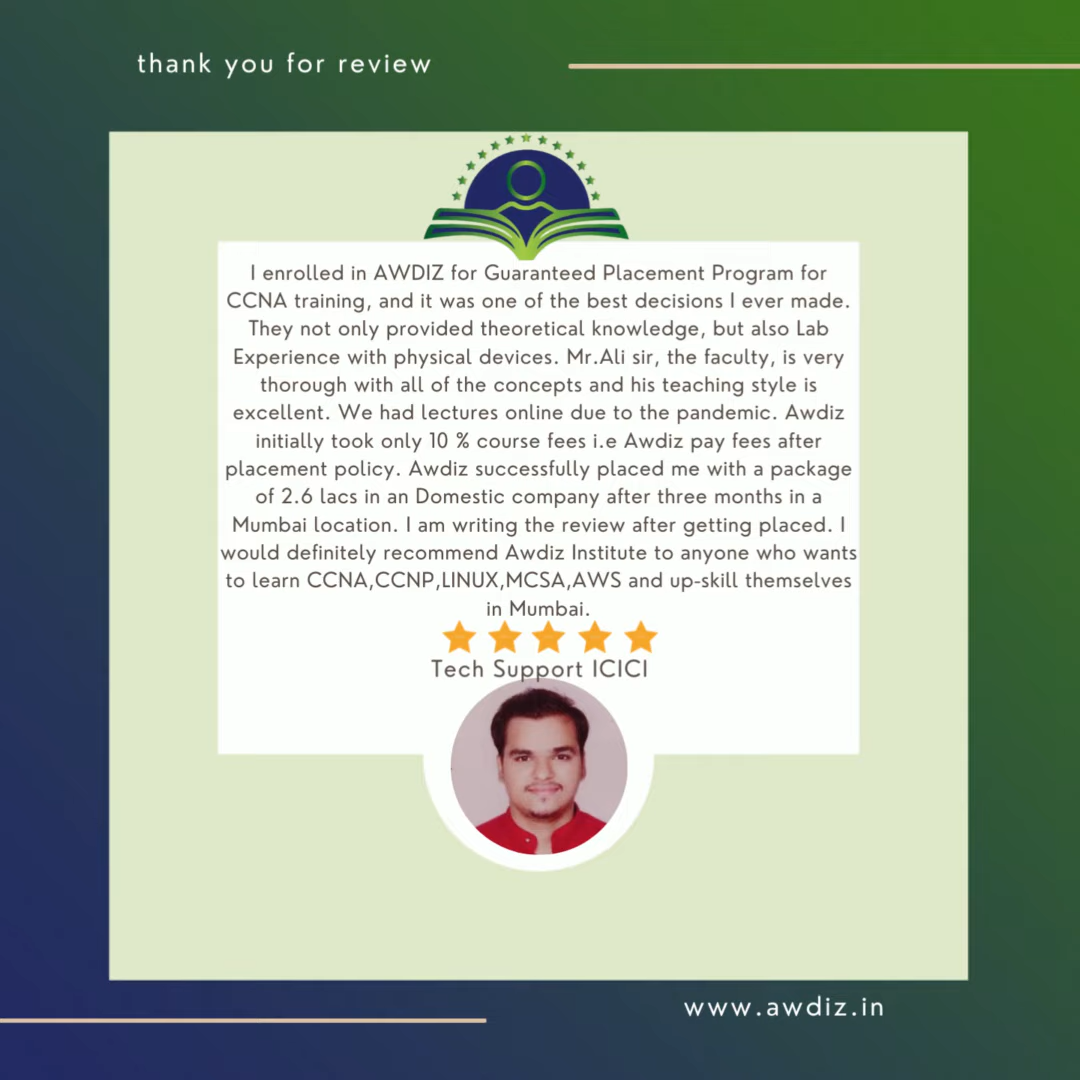 thank you for review
I enrolled in AWDIZ for Guaranteed Placement Program for
CCNA training, and it was one of the best decisions I ever made.
They not only provided theoretical knowledge, but also Lab
Experience with physical devices. Mr.Ali sir, the faculty, is very
thorough with all of the concepts and his teaching style is
excellent. We had lectures online due to the pandemic. Awdiz
initially took only 10 % course fees i.e Awdiz pay fees after
placement policy. Awdiz successfully placed me with a package
of 2.6 lacs in an Domestic company after three months in a
Mumbai location. I am writing the review after getting placed. I
would definitely recommend Awdiz Institute to anyone who wants
to learn CCNA,CCNP,LINUX,MCSA,AWS and up-skill themselves
in Mumbai.
Tech Support ICICI
www.awdiz.in